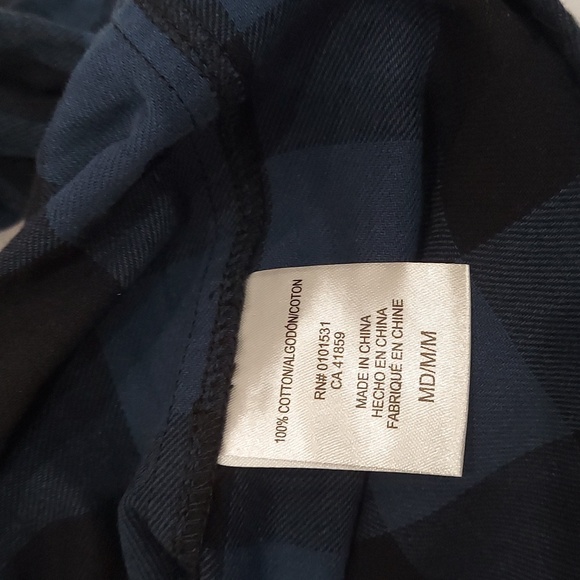 100% COTTON/ALGODÓN/COTON
RN# 0101531
CA 41859
MADE IN CHINA
HECHO EN CHINA
FABRIQUÉ EN CHINE
MD/M/M